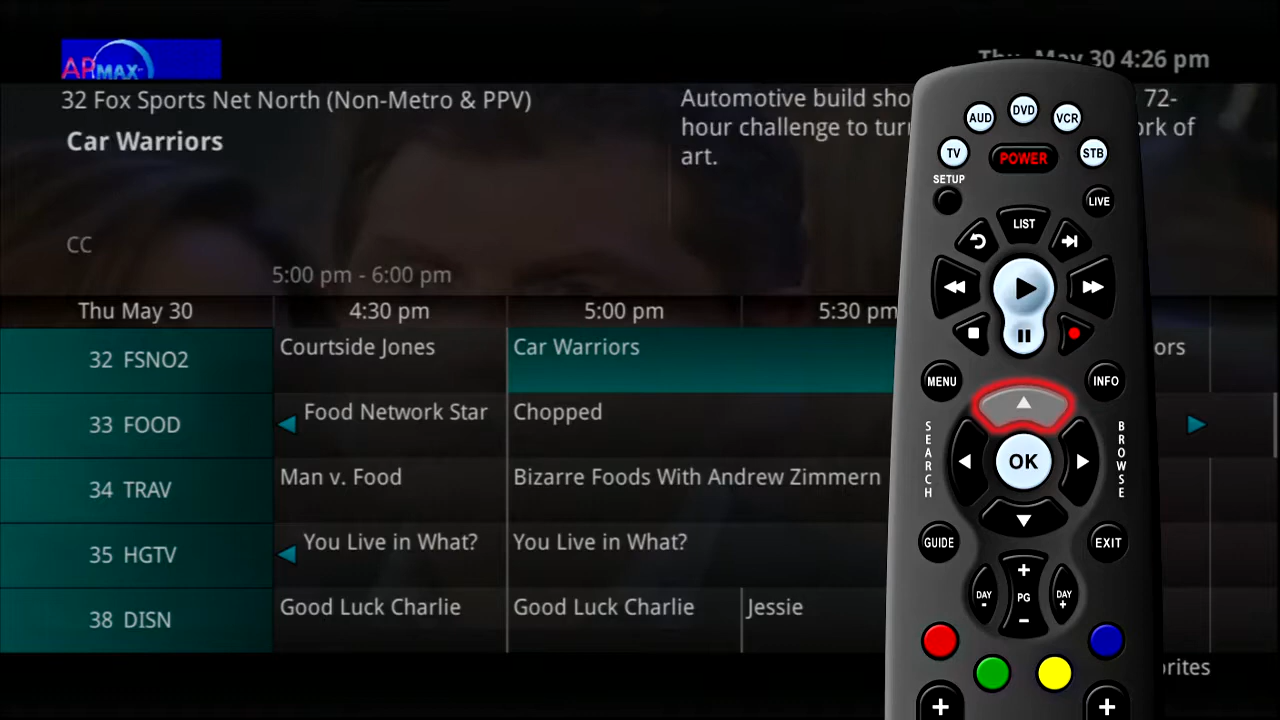 APMAX
Thu, May 30 4:26 pm
32 Fox Sports Net North (Non-Metro & PPV)
Car Warriors
Automotive build sho 72-
hour challenge to turn rk of
art.
CC
5:00 pm - 6:00 pm
Thu May 30 4:30 pm 5:00 pm 5:30 pm
32 FSNO2 Courtside Jones Car Warriors ors
33 FOOD Food Network Star Chopped
34 TRAV Man v. Food Bizarre Foods With Andrew Zimmern
35 HGTV You Live in What? You Live in What?
38 DISN Good Luck Charlie Good Luck Charlie Jessie
rites
AUD DVD VCR
TV POWER STB
SETUP
LIVE
LIST
MENU INFO
SEARCH
OK
BROWSE
GUIDE EXIT
+
DAY - PG DAY +
-
+ +